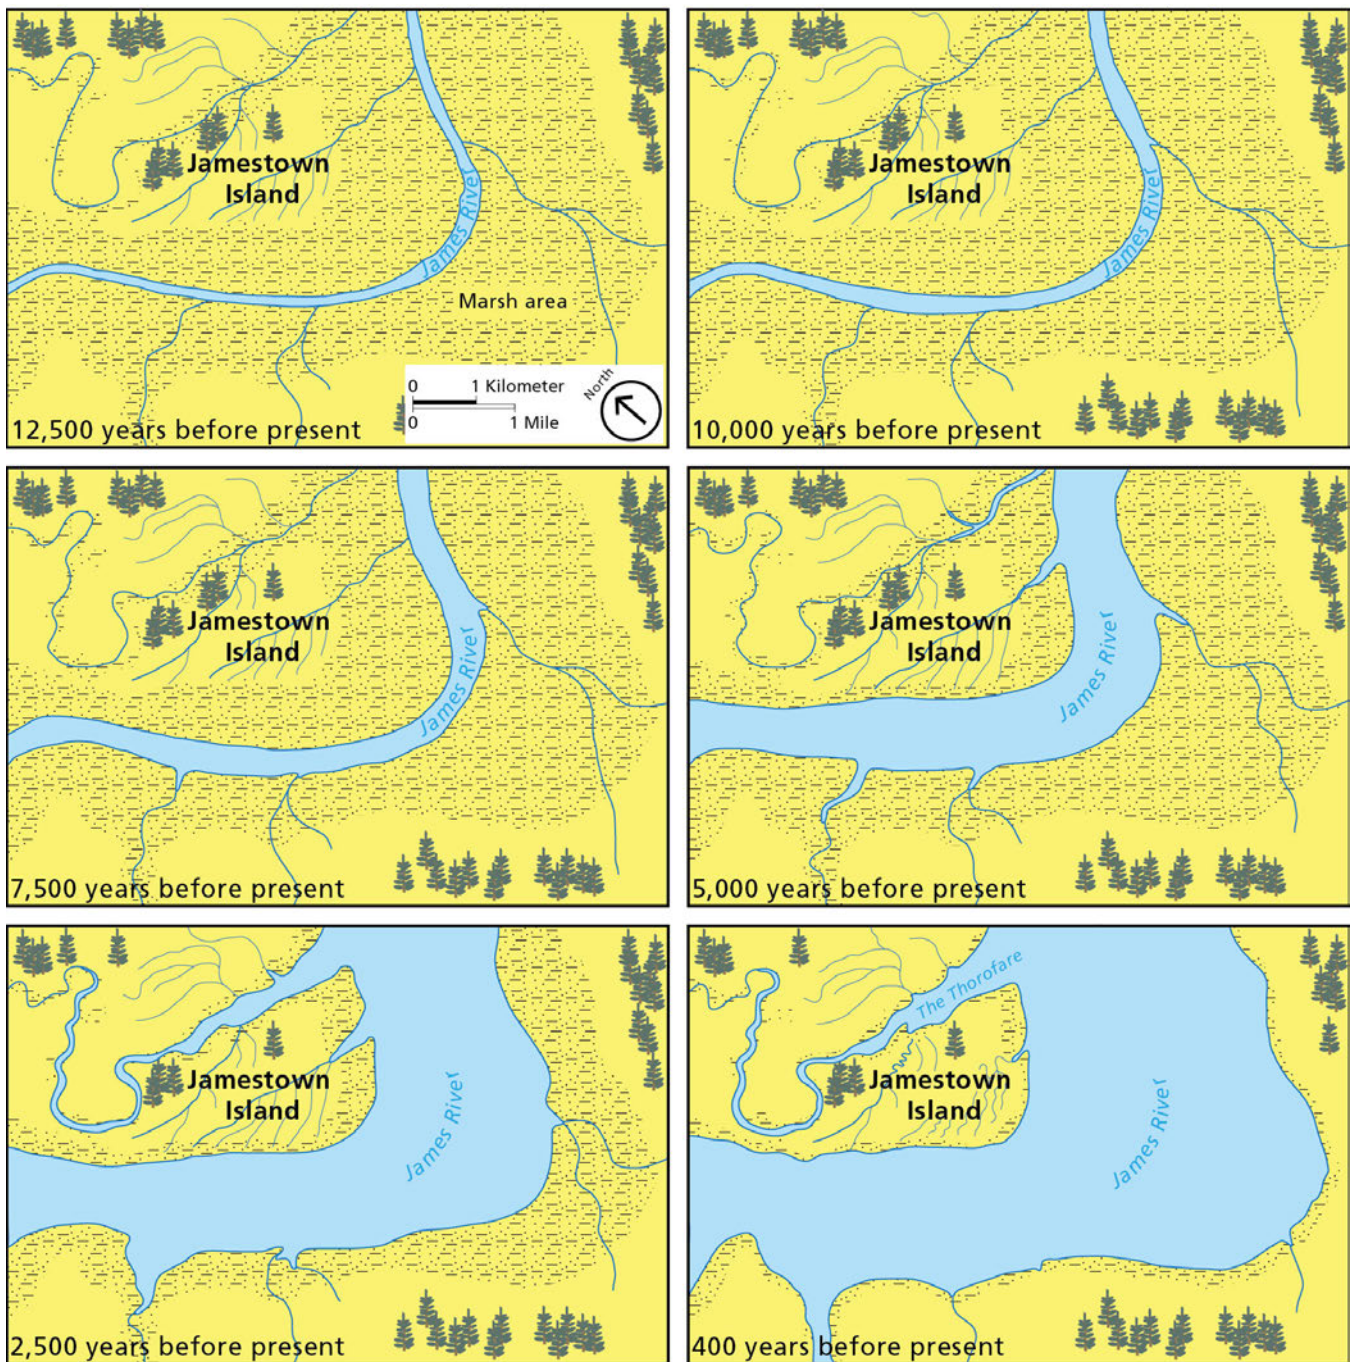 Jamestown
Island
James River
Marsh area
0 1 Kilometer
0 1 Mile
North
12,500 years before present
Jamestown
Island
James River
10,000 years before present
Jamestown
Island
James River
7,500 years before present
Jamestown
Island
James River
5,000 years before present
Jamestown
Island
James River
2,500 years before present
The Thorofare
Jamestown
Island
James River
400 years before present